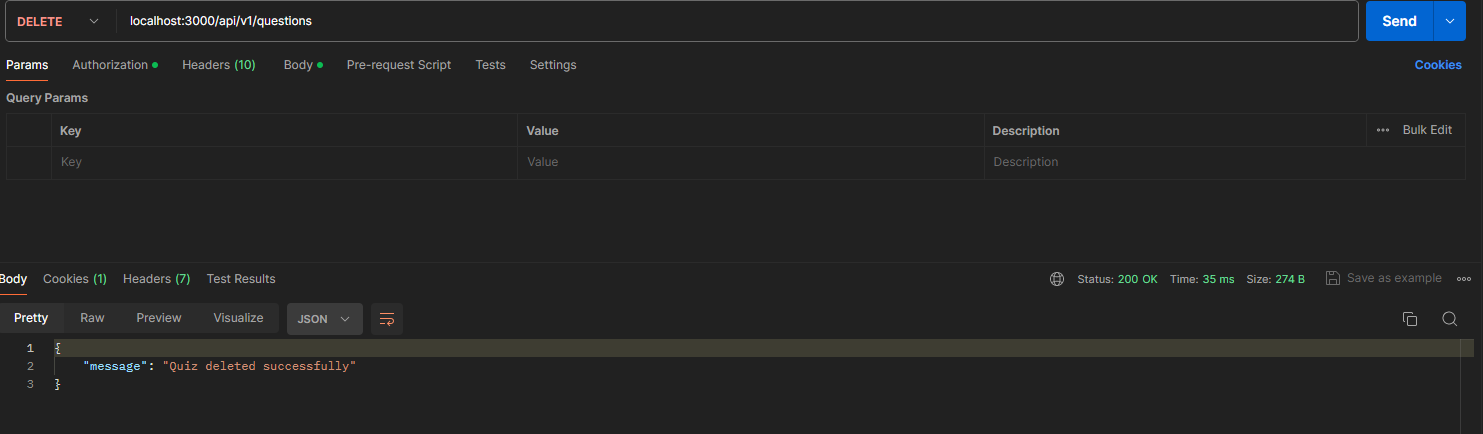 DELETE localhost:3000/api/v1/questions Send
Params Authorization Headers (10) Body Pre-request Script Tests Settings Cookies
Query Params
Key Value Description ••• Bulk Edit
Key Value Description
Body Cookies (1) Headers (7) Test Results Status: 200 OK Time: 35 ms Size: 274 B Save as example
Pretty Raw Preview Visualize JSON
1 {
2 "message": "Quiz deleted successfully"
3 }